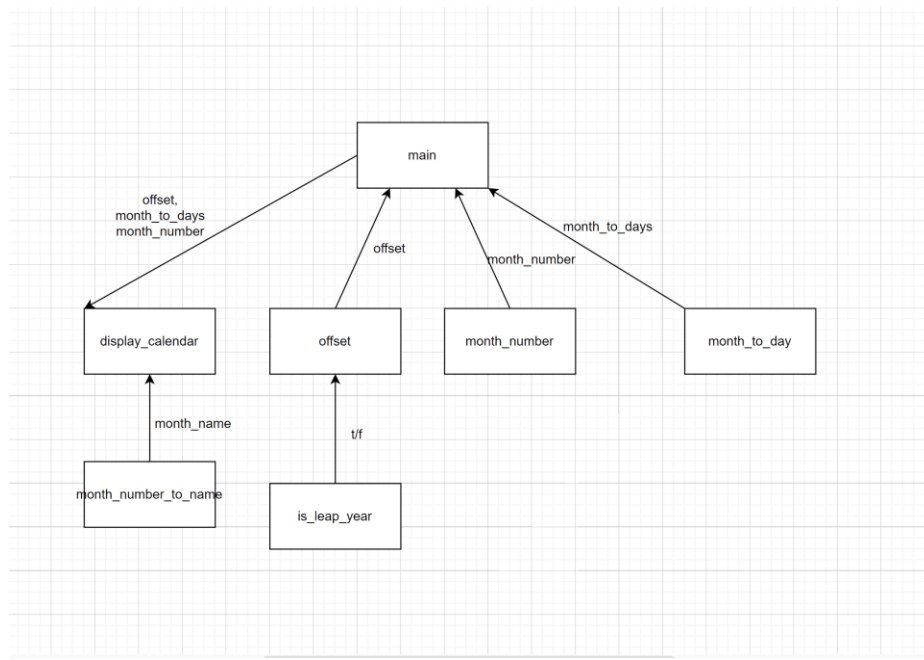 main
offset,
month_to_days
month_number
offset
month_number
month_to_days
display_calendar
offset
month_number
month_to_day
month_name
t/f
month_number_to_name
is_leap_year